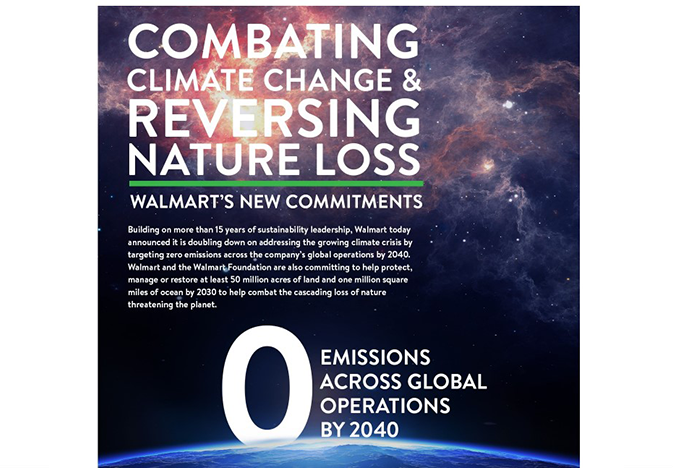 COMBATING
CLIMATE CHANGE &
REVERSING
NATURE LOSS
WALMART'S NEW COMMITMENTS
Building on more than 15 years of sustainability leadership, Walmart today
announced it is doubling down on addressing the growing climate crisis by
targeting zero emissions across the company's global operations by 2040.
Walmart and the Walmart Foundation are also committing to help protect,
manage or restore at least 50 million acres of land and one million square
miles of ocean by 2030 to help combat the cascading loss of nature
threatening the planet.
0 EMISSIONS
ACROSS GLOBAL
OPERATIONS
BY 2040